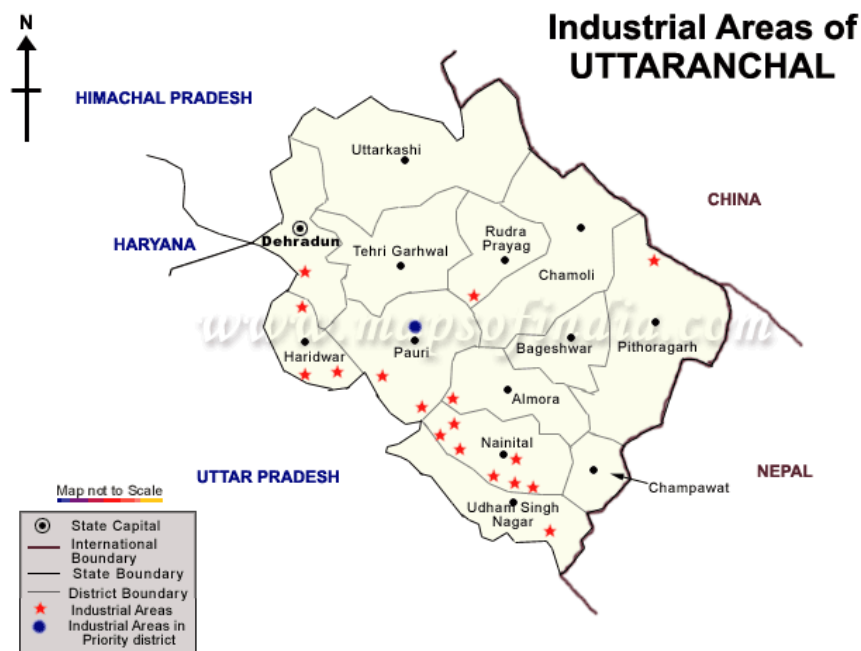 Industrial Areas of
UTTARANCHAL
N
HIMACHAL PRADESH
Uttarkashi
CHINA
HARYANA
Dehradun
Tehri Garhwal
Rudra
Prayag
Chamoli
www.mapsofindia.com
Haridwar
Pauri
Bageshwar
Pithoragarh
Almora
Nainital
UTTAR PRADESH
NEPAL
Champawat
Udham Singh
Nagar
Map not to Scale
State Capital
International
Boundary
State Boundary
District Boundary
Industrial Areas
Industrial Areas in
Priority district